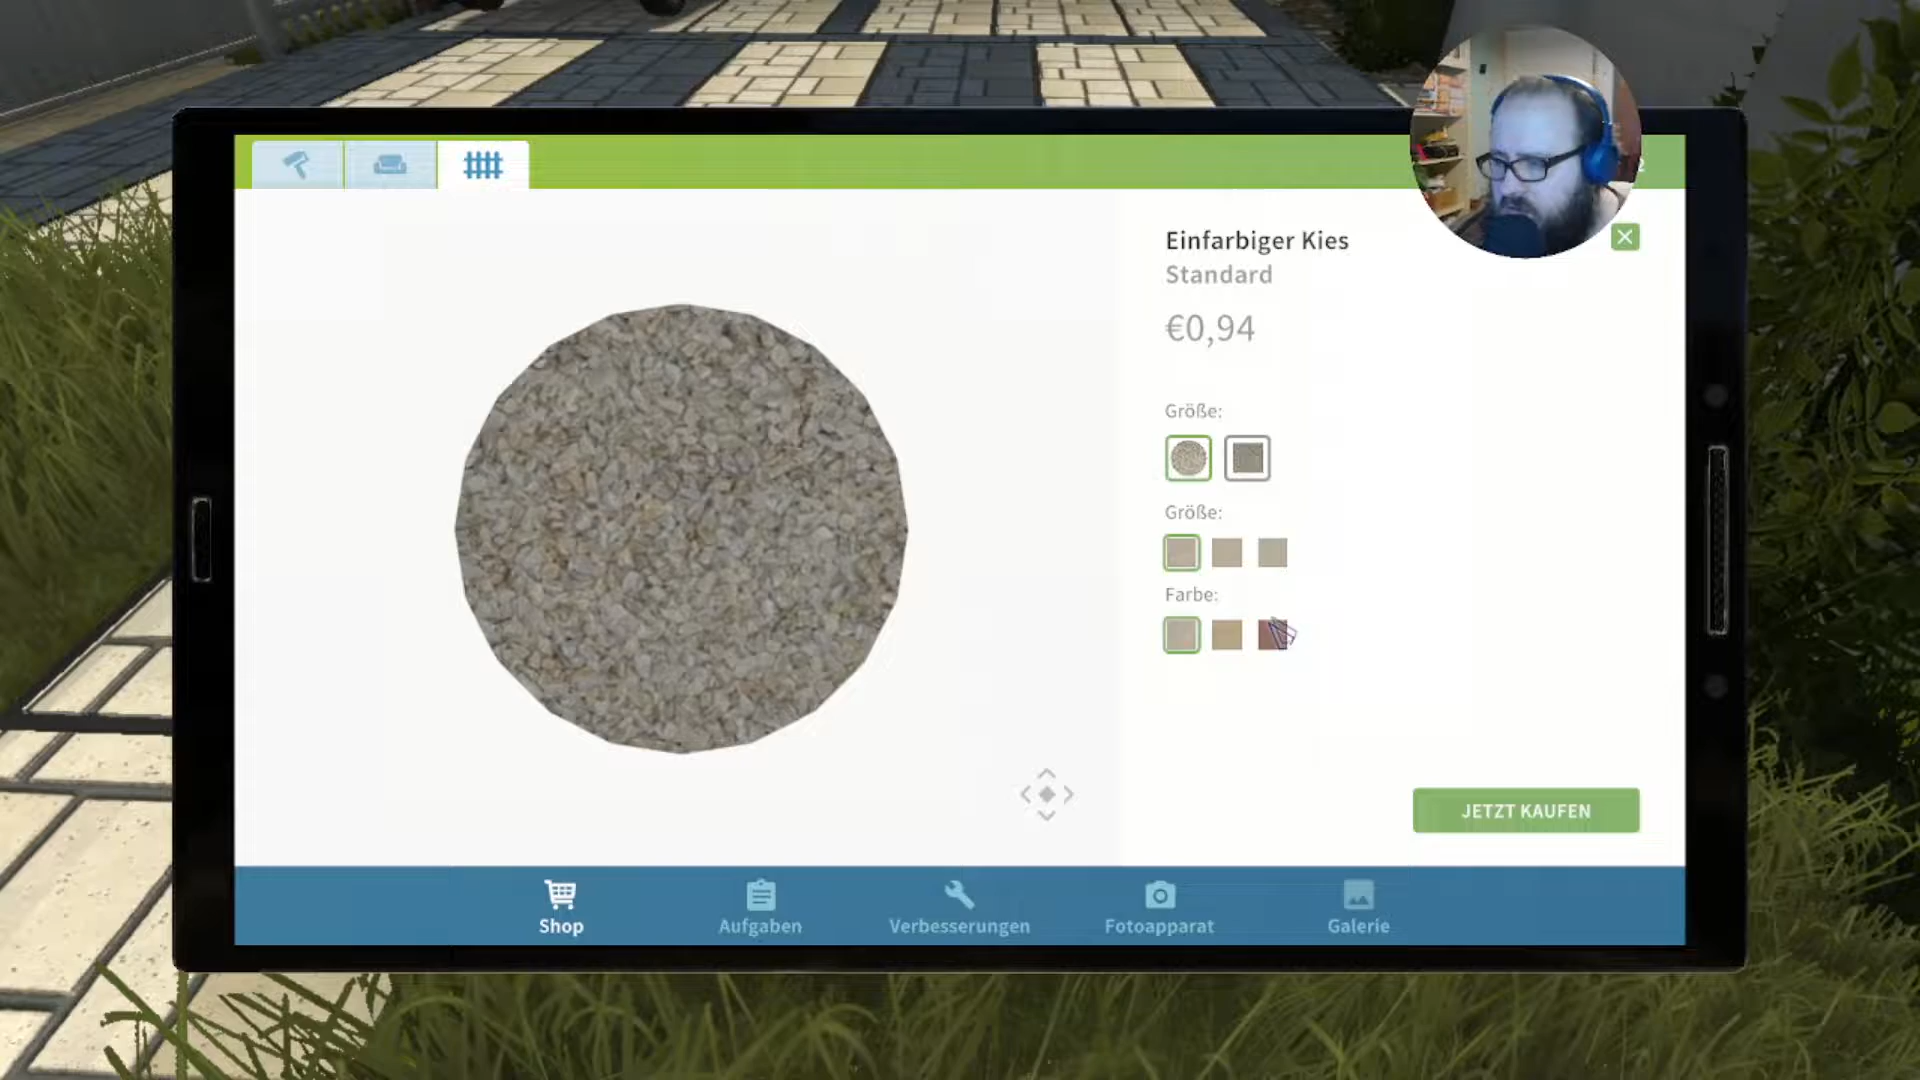 Einfarbiger Kies
Standard
€0,94
Größe:
Größe:
Farbe:
JETZT KAUFEN
Shop
Aufgaben
Verbesserungen
Fotoapparat
Galerie